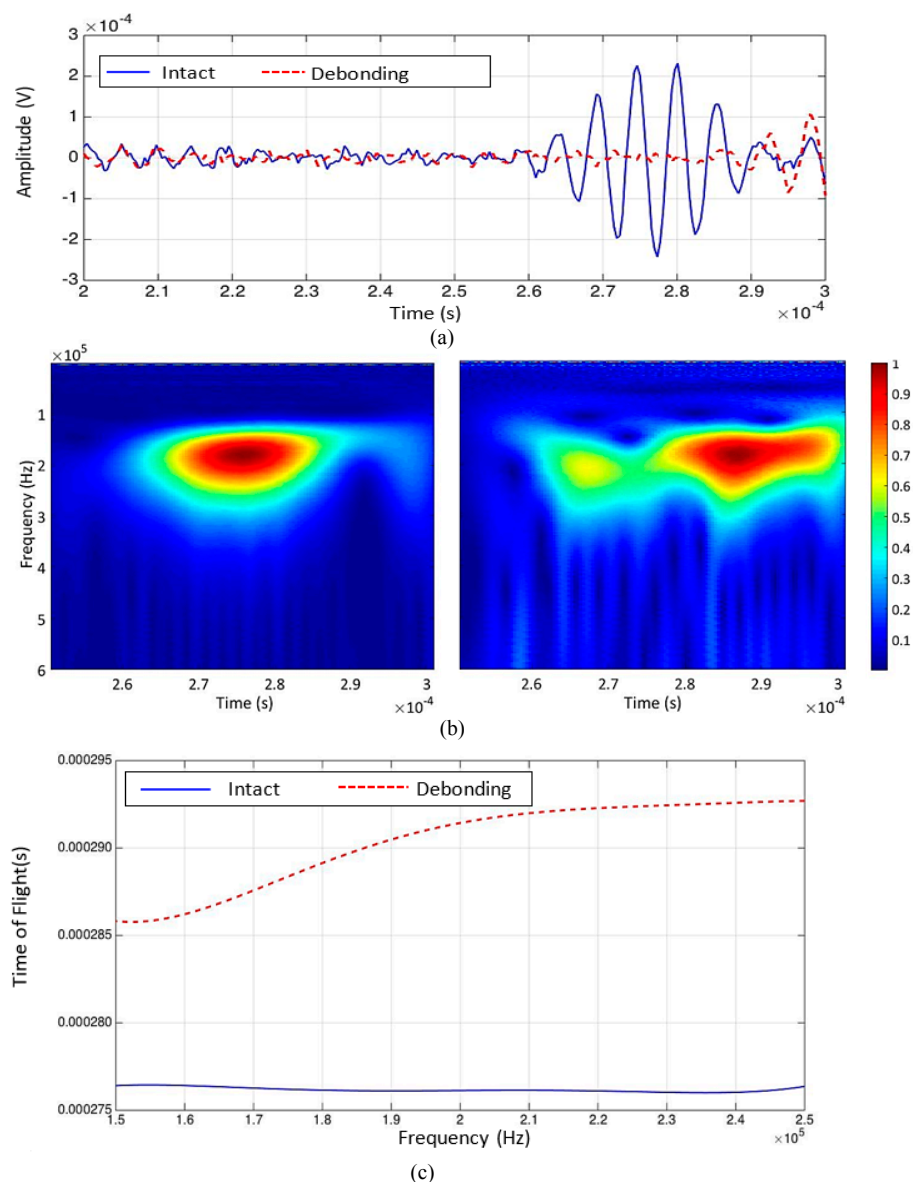 ×10⁻⁴
3
2
1
0
-1
-2
-3
Amplitude (V)
Intact Debonding
2 2.1 2.2 2.3 2.4 2.5 2.6 2.7 2.8 2.9 3
Time (s)
×10⁻⁴
(a)
×10⁵
1
2
3
4
5
6
Frequency (Hz)
2.6 2.7 2.8 2.9 3
Time (s)
×10⁻⁴
2.6 2.7 2.8 2.9 3
Time (s)
×10⁻⁴
1
0.9
0.8
0.7
0.6
0.5
0.4
0.3
0.2
0.1
(b)
0.000295
0.000290
0.000285
0.000280
0.000275
Time of Flight(s)
Intact Debonding
1.5 1.6 1.7 1.8 1.9 2 2.1 2.2 2.3 2.4 2.5
Frequency (Hz)
×10⁵
(c)